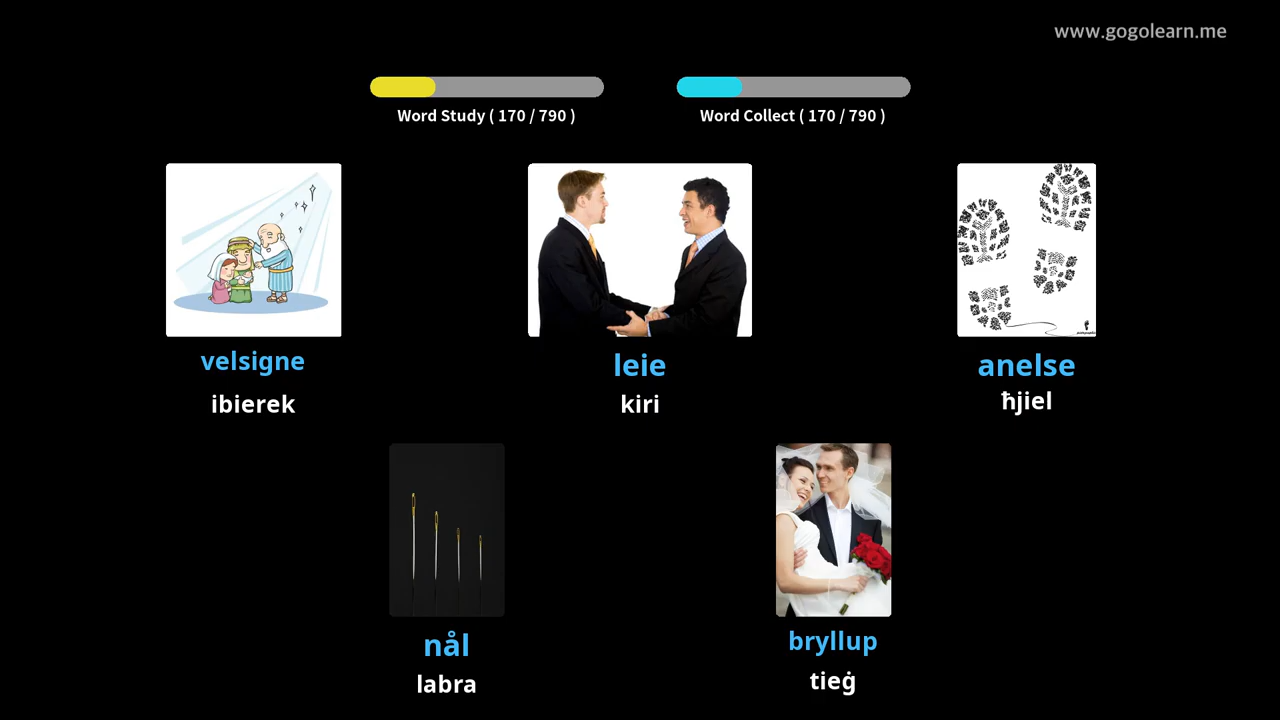 www.gogolearn.me
Word Study ( 170 / 790 )
Word Collect ( 170 / 790 )
velsigne
leie
anelse
ibierek
kiri
ħjiel
nål
bryllup
labra
tieġ